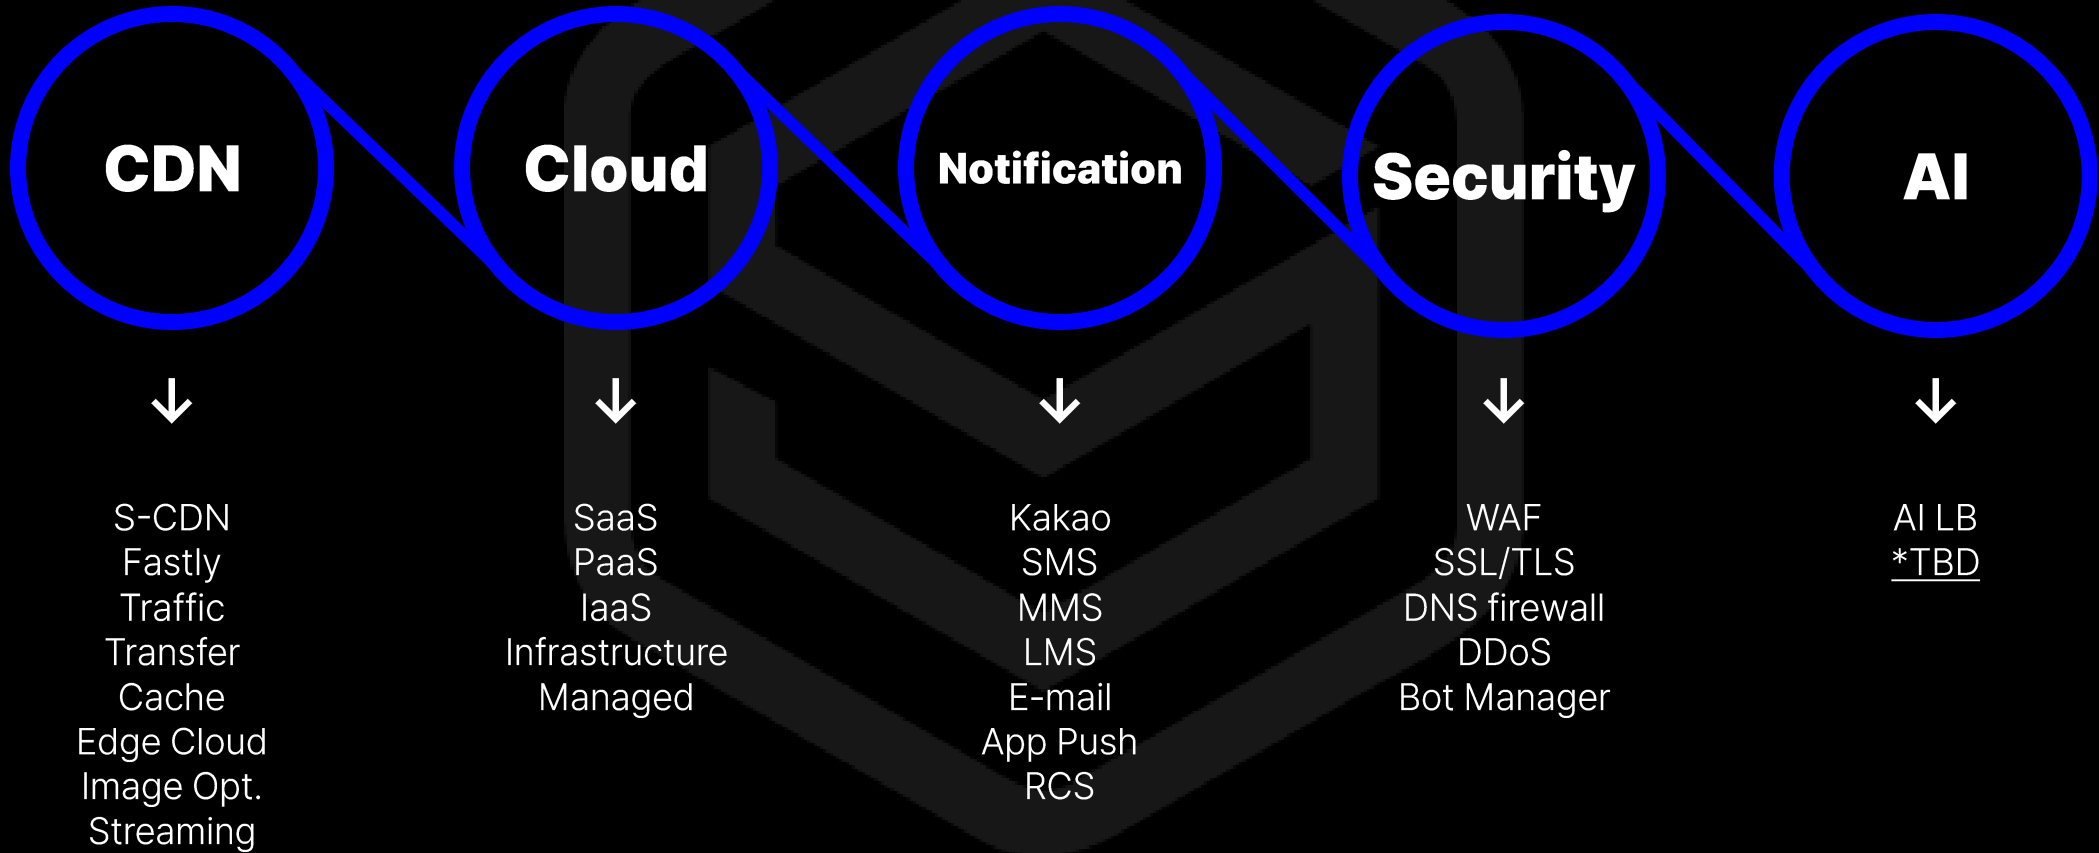 CDN
Cloud
Notification
Security
AI
S-CDN
Fastly
Traffic
Transfer
Cache
Edge Cloud
Image Opt.
Streaming
SaaS
PaaS
IaaS
Infrastructure
Managed
Kakao
SMS
MMS
LMS
E-mail
App Push
RCS
WAF
SSL/TLS
DNS firewall
DDoS
Bot Manager
AI LB
*TBD